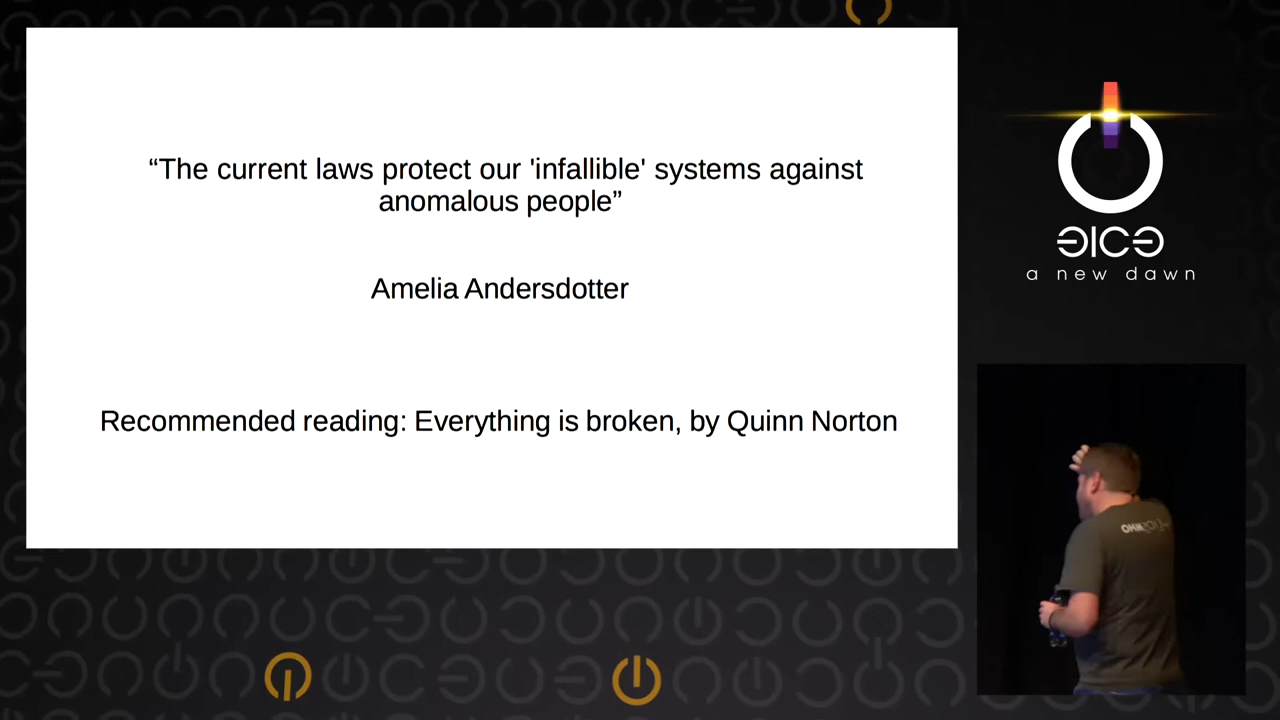 “The current laws protect our 'infallible' systems against
anomalous people”
Amelia Andersdotter
Recommended reading: Everything is broken, by Quinn Norton
a new dawn